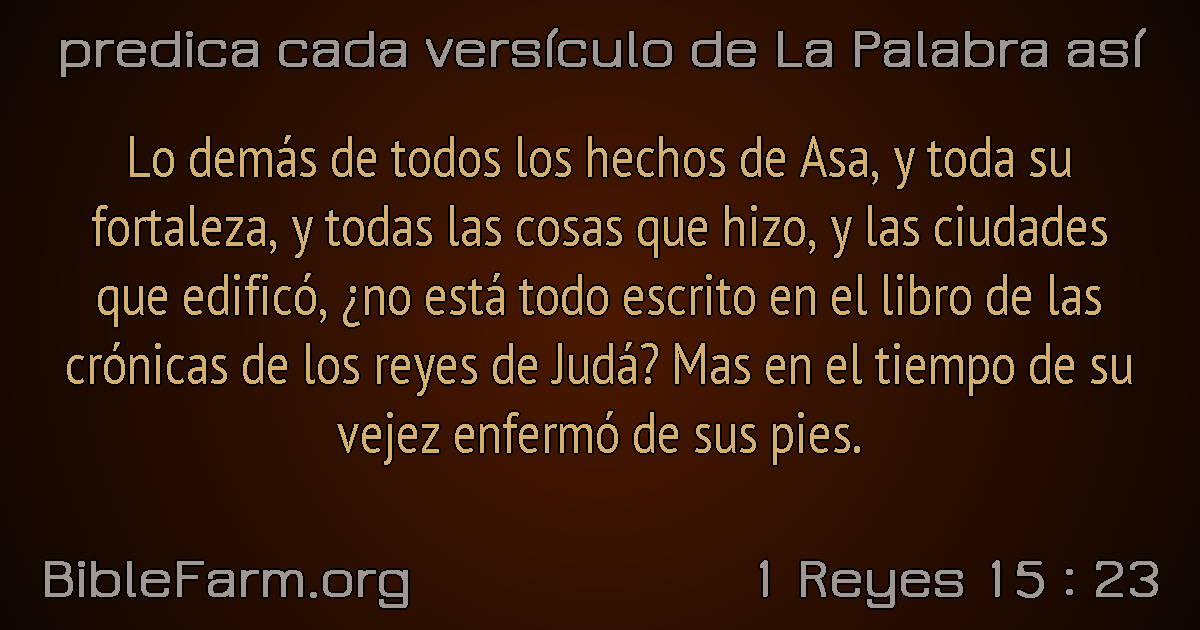 predica cada versículo de La Palabra así
Lo demás de todos los hechos de Asa, y toda su
fortaleza, y todas las cosas que hizo, y las ciudades
que edificó, ¿no está todo escrito en el libro de las
crónicas de los reyes de Judá? Mas en el tiempo de su
vejez enfermó de sus pies.
BibleFarm.org
1 Reyes 15 : 23